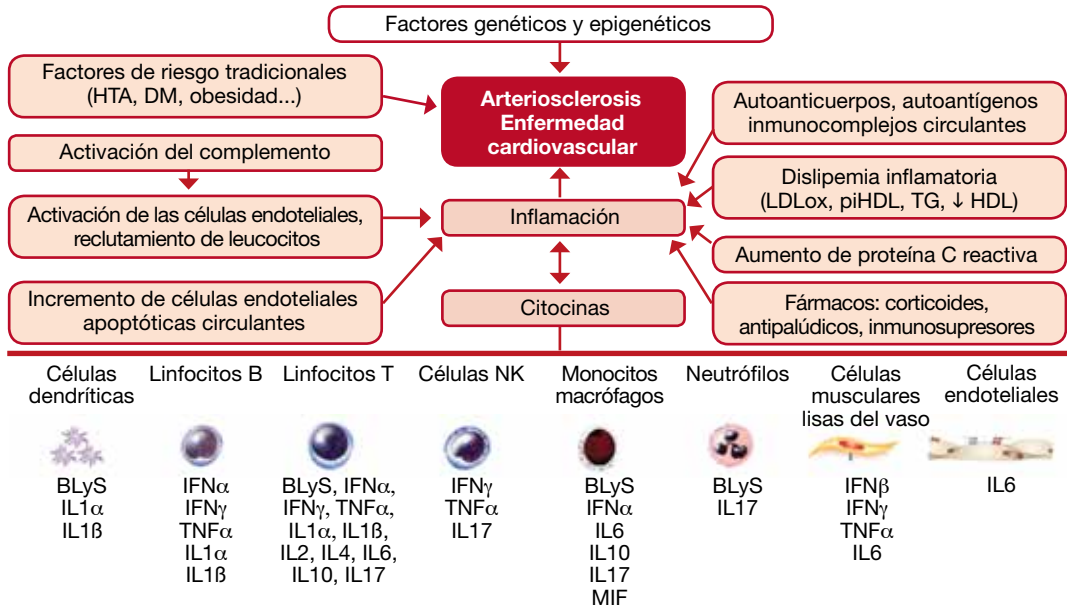 Factores genéticos y epigenéticos
Factores de riesgo tradicionales
(HTA, DM, obesidad...)
Arteriosclerosis
Enfermedad
cardiovascular
Autoanticuerpos, autoantígenos
inmunocomplejos circulantes
Activación del complemento
Dislipemia inflamatoria
(LDLox, piHDL, TG, ↓ HDL)
Activación de las células endoteliales,
reclutamiento de leucocitos
Inflamación
Aumento de proteína C reactiva
Incremento de células endoteliales
apoptóticas circulantes
Citocinas
Fármacos: corticoides,
antipalúdicos, inmunosupresores
Células
dendríticas
BLyS
IL1α
IL1ß
Linfocitos B
IFNα
IFNγ
TNFα
IL1α
IL1ß
Linfocitos T
BLyS, IFNα,
IFNγ, TNFα,
IL1α, IL1ß,
IL2, IL4, IL6,
IL10, IL17
Células NK
IFNγ
TNFα
IL17
Monocitos
macrófagos
BLyS
IFNα
IL6
IL10
IL17
MIF
Neutrófilos
BLyS
IL17
Células
musculares
lisas del vaso
IFNβ
IFNγ
TNFα
IL6
Células
endoteliales
IL6